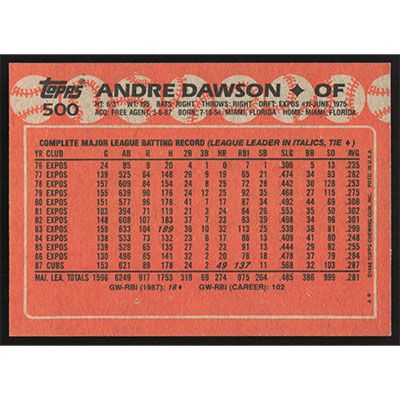 Topps
500
ANDRE DAWSON ♦ OF
HT: 6'3" WT: 195 BATS: RIGHT THROWS: RIGHT DRFT: EXPOS #11-JUNE, 1975
ACQ: FREE AGENT, 3-6-87 BORN: 7-10-54, MIAMI, FLORIDA HOME: MIAMI, FLORIDA
COMPLETE MAJOR LEAGUE BATTING RECORD (LEAGUE LEADER IN ITALICS, TIE ♦)
YR CLUB G AB R H 2B 3B HR RBI SB SLG BB SO AVG
76 EXPOS 24 85 9 20 4 1 0 7 1 .306 5 13 .235
77 EXPOS 139 525 64 148 26 9 19 65 21 .474 34 93 .282
78 EXPOS 157 609 84 154 24 8 25 72 28 .442 30 128 .253
79 EXPOS 155 639 90 176 24 12 25 92 35 .468 27 115 .275
80 EXPOS 151 577 96 178 41 7 17 87 34 .492 44 69 .308
81 EXPOS 103 394 71 119 21 3 24 64 26 .553 35 50 .302
82 EXPOS 148 608 107 183 37 7 23 83 39 .498 34 96 .301
83 EXPOS 159 633 104 189 36 10 32 113 25 .539 38 81 .299
84 EXPOS 138 533 73 132 23 6 17 86 13 .409 41 80 .248
85 EXPOS 139 529 65 135 27 2 23 91 13 .444 29 92 .255
86 EXPOS 130 496 65 141 32 2 20 78 18 .478 37 79 .284
87 CUBS 153 621 89 178 24 2 49 137 11 .568 32 103 .287
MAJ. LEA. TOTALS 1596 6249 917 1753 319 69 274 975 264 .485 386 999 .281
GW-RBI (1987): 16♦ GW-RBI (CAREER): 102
A ® ©1988 TOPPS CHEWING GUM, INC. PRTD. IN U.S.A.